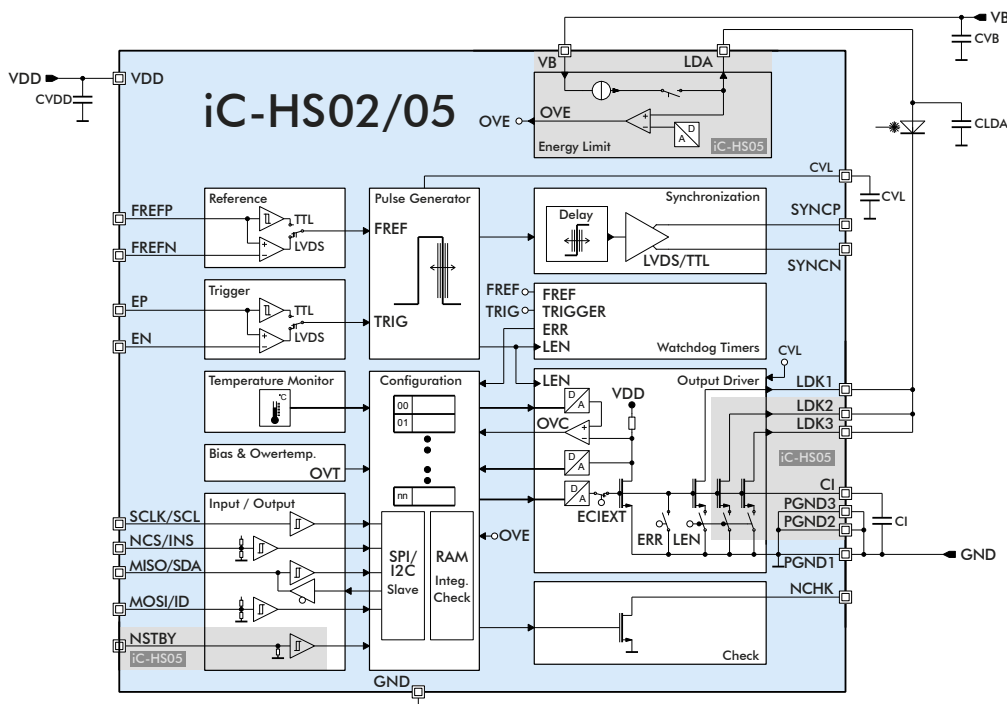 VB
CVB
VDD
VDD
CVDD
iC-HS02/05
VB
LDA
OVE
OVE
D
A
Energy Limit
iC-HS05
CLDA
CVL
CVL
Reference
FREFP
FREFN
TTL
LVDS
Pulse Generator
FREF
TRIG
Synchronization
Delay
LVDS/TTL
SYNCP
SYNCN
Trigger
EP
EN
TTL
LVDS
FREF
FREF
TRIG
TRIGGER
ERR
LEN
Watchdog Timers
CVL
Temperature Monitor
°C
Configuration
00
01
nn
LEN
Output Driver
VDD
D
A
OVC
D
A
D
A
ECIEXT
ERR
LEN
LDK1
LDK2
LDK3
iC-HS05
CI
PGND3
PGND2
PGND1
CI
GND
Bias & Owertemp.
OVT
Input / Output
SCLK/SCL
NCS/INS
MISO/SDA
MOSI/ID
NSTBY
iC-HS05
SPI/
I2C
Slave
RAM
Integ.
Check
OVE
NCHK
Check
GND